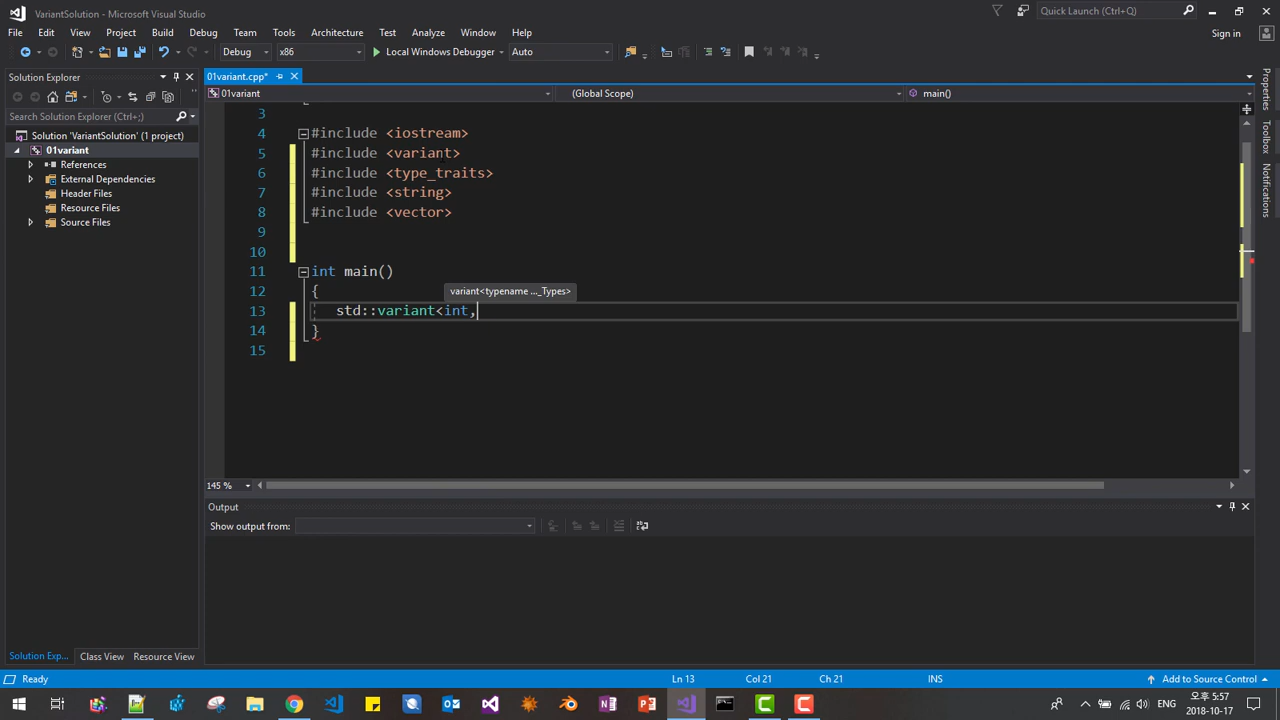 VariantSolution - Microsoft Visual Studio
Quick Launch (Ctrl+Q)
File Edit View Project Build Debug Team Tools Architecture Test Analyze Window Help
Sign in
Debug x86 Local Windows Debugger Auto
Solution Explorer
01variant.cpp*
01variant (Global Scope) main()
Search Solution Explorer (Ctrl+;)
Solution 'VariantSolution' (1 project)
01variant
References
External Dependencies
Header Files
Resource Files
Source Files
3
4 #include <iostream>
5 #include <variant>
6 #include <type_traits>
7 #include <string>
8 #include <vector>
9
10
11 int main()
12 {
variant<typename ..._Types>
13 std::variant<int,
14 }
15
145 %
Output
Show output from:
Solution Exp... Class View Resource View
Properties
Toolbox
Notifications
Ready Ln 13 Col 21 Ch 21 INS Add to Source Control
ENG
오후 5:57
2018-10-17